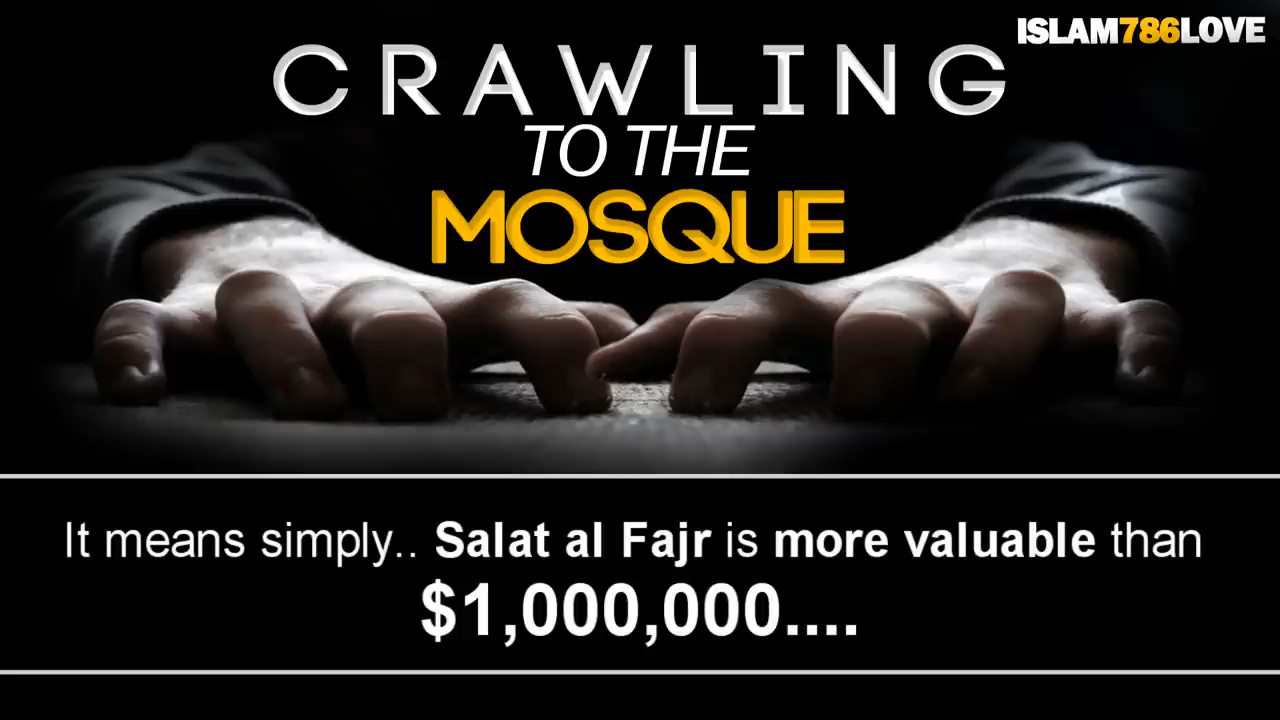 ISLAM786LOVE
CRAWLING
TO THE
MOSQUE
It means simply.. Salat al Fajr is more valuable than
$1,000,000....